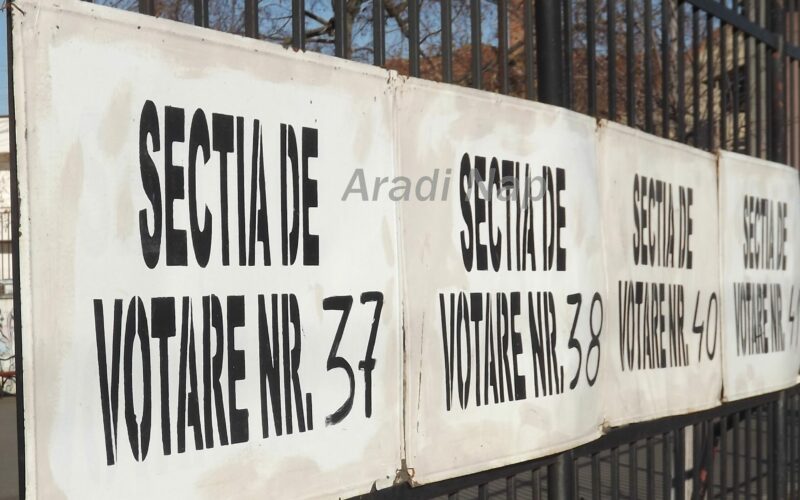 SECTIA DE
VOTARE NR. 37
SECTIA DE
VOTARE NR. 38
SECTIA DE
VOTARE NR. 40
SECTIA DE
VOTARE NR.
Aradi Nap